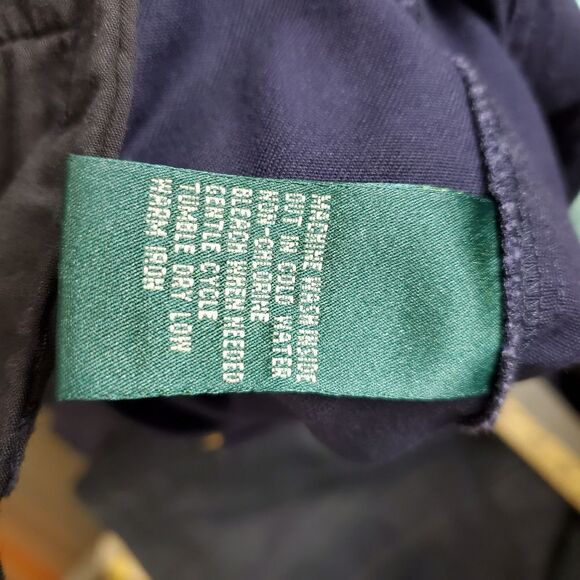 MACHINE WASH INSIDE
OUT IN COLD WATER
NON-CHLORINE
BLEACH WHEN NEEDED
GENTLE CYCLE
TUMBLE DRY LOW
WARM IRON